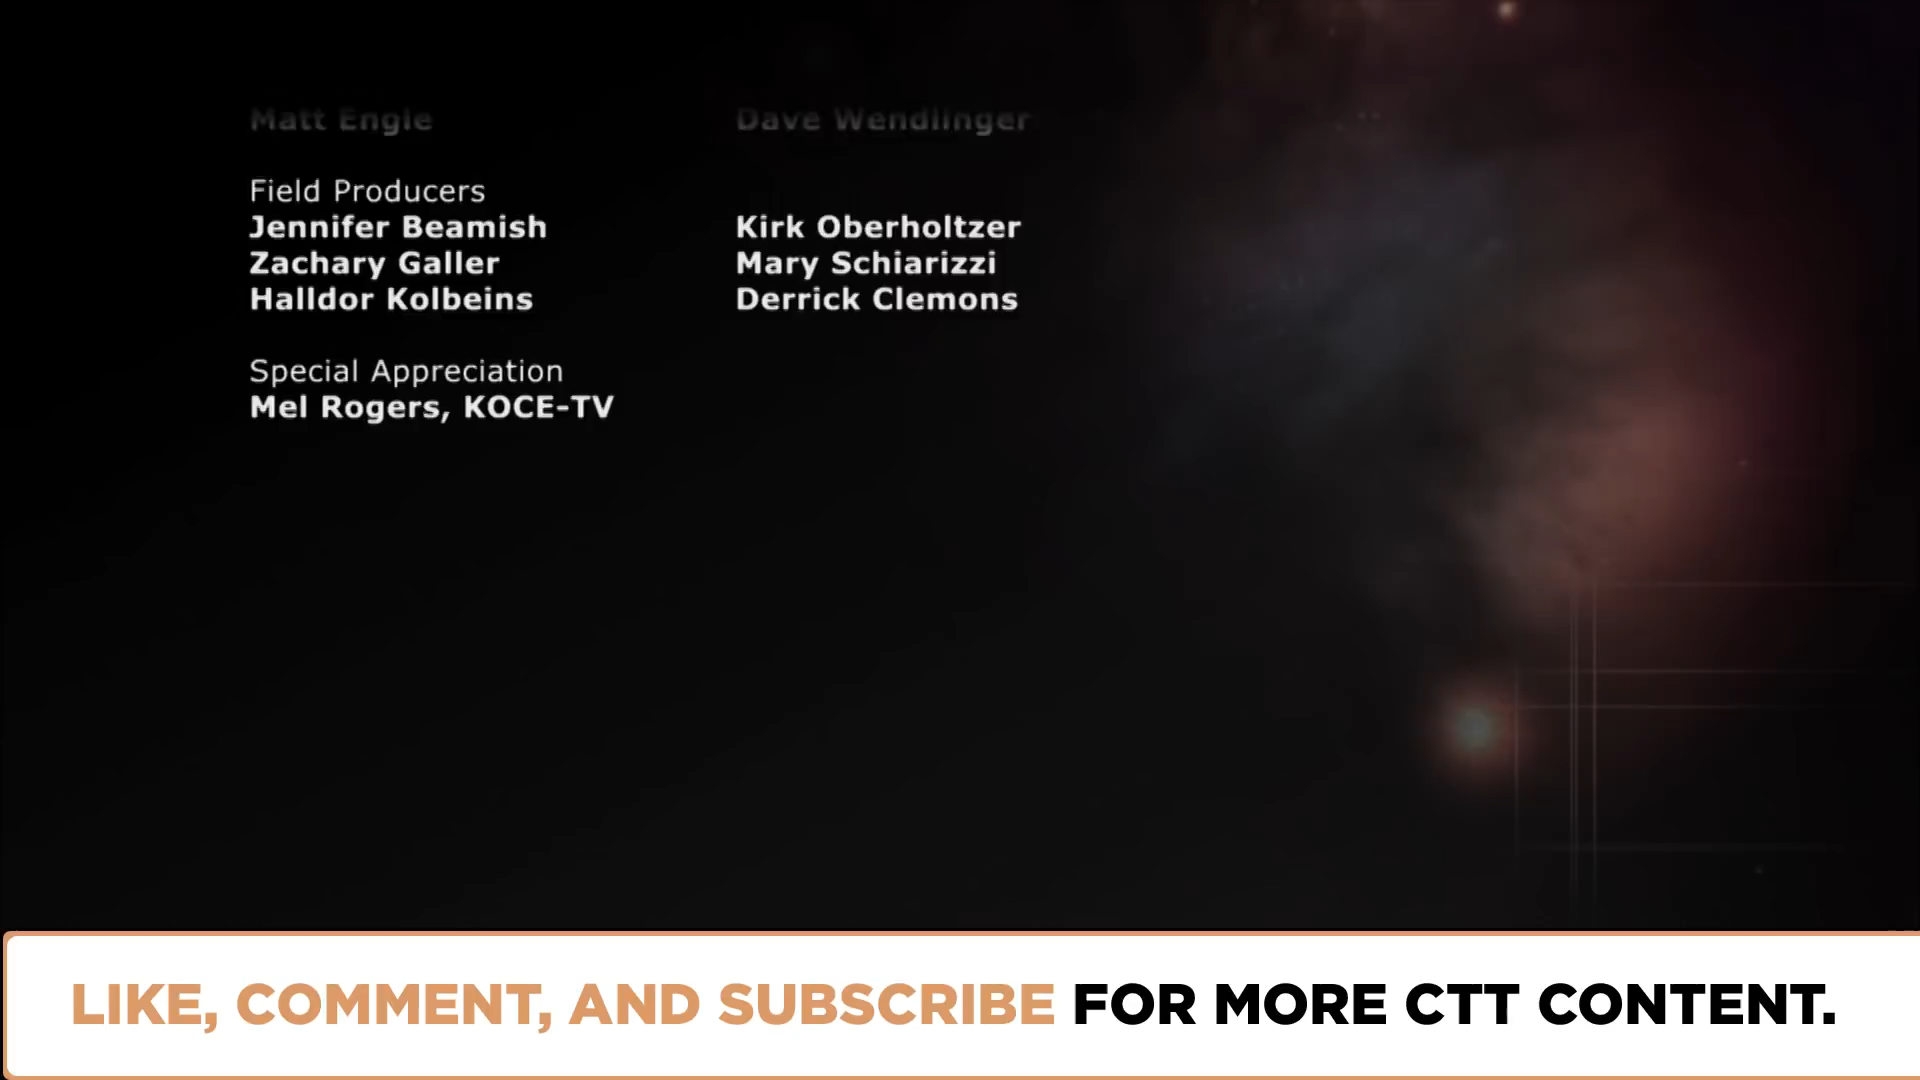 Matt Engle Dave Wendlinger
Field Producers
Jennifer Beamish Kirk Oberholtzer
Zachary Galler Mary Schiarizzi
Halldor Kolbeins Derrick Clemons
Special Appreciation
Mel Rogers, KOCE-TV
LIKE, COMMENT, AND SUBSCRIBE FOR MORE CTT CONTENT.